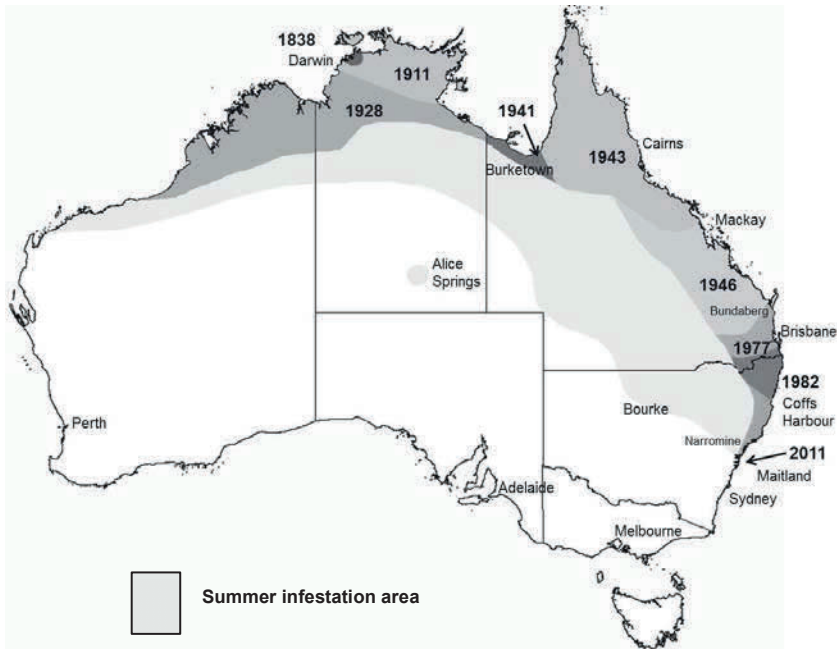 1838
Darwin
1911
1928
1941
Burketown
1943
Cairns
Mackay
Alice
Springs
1946
Bundaberg
Brisbane
1977
1982
Coffs
Harbour
Bourke
Perth
Narromine
2011
Maitland
Sydney
Adelaide
Melbourne
Summer infestation area